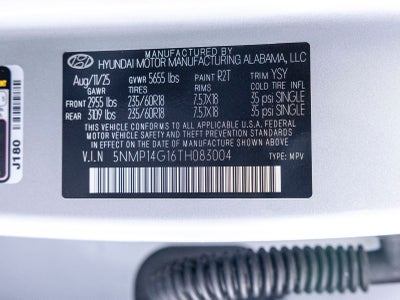 MANUFACTURED BY
HYUNDAI MOTOR MANUFACTURING ALABAMA, LLC
Aug/11/25 GVWR 5655 lbs PAINT R2T TRIM YSY
GAWR TIRES RIMS COLD TIRE INFL
FRONT 2955 lbs 235/60R18 7.5JX18 35 psi SINGLE
REAR 3109 lbs 235/60R18 7.5JX18 35 psi SINGLE
THIS VEHICLE CONFORMS TO ALL APPLICABLE U.S.A. FEDERAL
MOTOR VEHICLE SAFETY AND THEFT PREVENTION STANDARDS
IN EFFECT ON THE DATE OF MANUFACTURE SHOWN ABOVE.
V.I.N 5NMP14G16TH083004 TYPE: MPV
J180